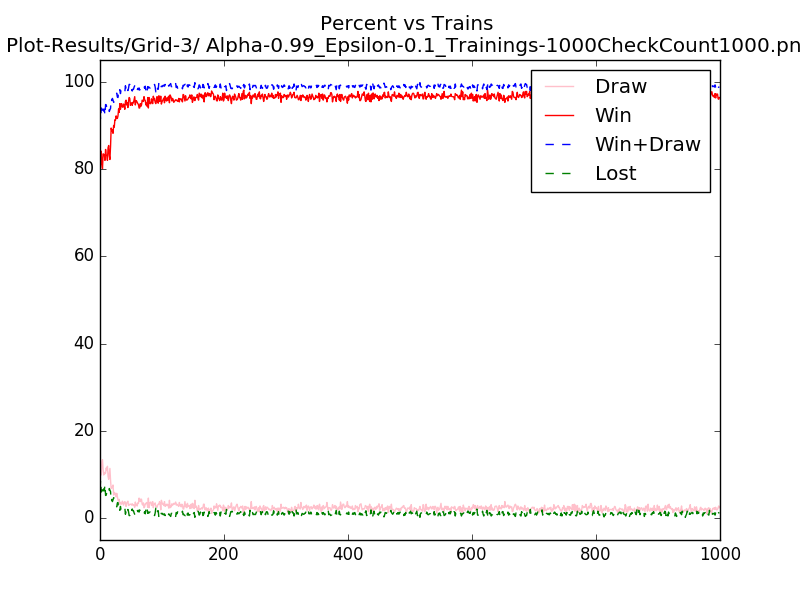 Percent vs Trains
Plot-Results/Grid-3/ Alpha-0.99_Epsilon-0.1_Trainings-1000CheckCount1000.pn
100
80
60
40
20
0
Draw
Win
Win+Draw
Lost
0 200 400 600 800 1000